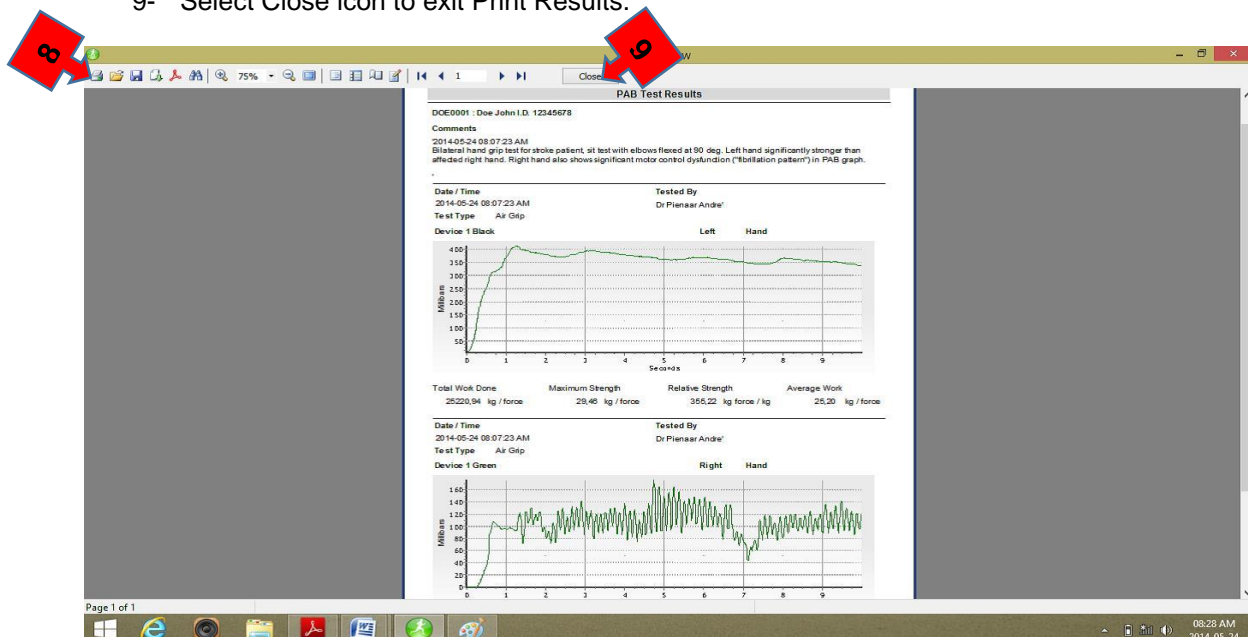 9- Select Close Icon to exit Print Results.
8
9
w
75%
1
Close
PAB Test Results
DOE0001 : Doe John I.D. 12345678
Comments
'2014-05-24 08:07:23 AM
Bilateral hand grip test for stroke patient, sit test with elbows flexed at 90 deg. Left hand significantly stronger than
affected right hand. Right hand also shows significant motor control dysfunction ("fibrillation pattern") in PAB graph.
Date / Time Tested By
2014-05-24 08:07:23 AM Dr Pienaar Andre'
Test Type Air Grip
Device 1 Black Left Hand
400
350
300
250
200
150
100
50
Millibars
0 1 2 3 4 5 6 7 8 9
Seconds
Total Work Done Maximum Strength Relative Strength Average Work
25220,94 kg / force 29,46 kg / force 355,22 kg force / kg 25,20 kg / force
Date / Time Tested By
2014-05-24 08:07:23 AM Dr Pienaar Andre'
Test Type Air Grip
Device 1 Green Right Hand
160
140
120
100
80
60
40
20
0
Millibars
0 1 2 3 4 5 6 7 8 9
Page 1 of 1
08:28 AM
2014-05-24